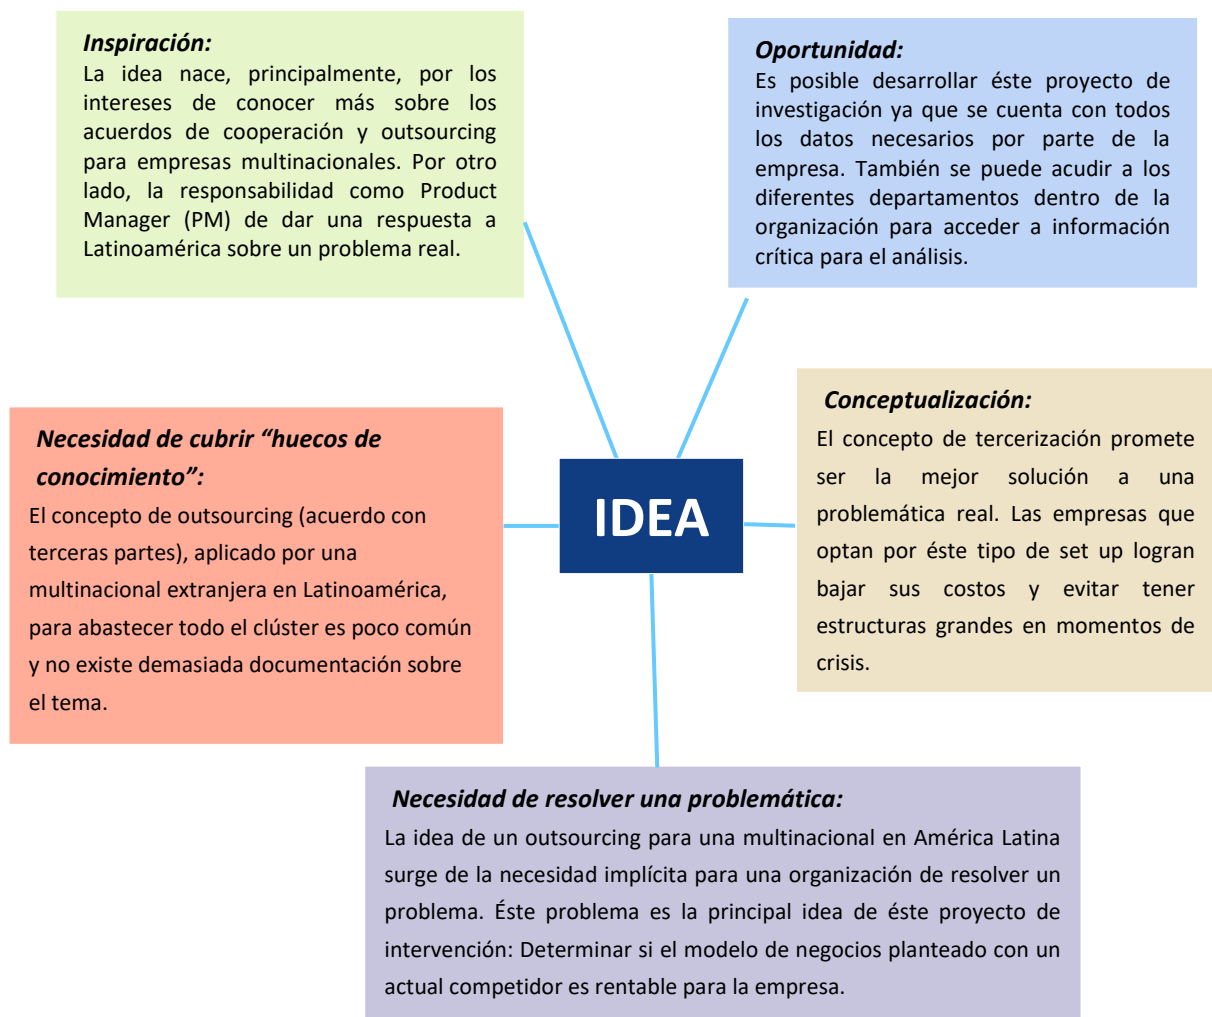 Inspiración:
La idea nace, principalmente, por los
intereses de conocer más sobre los
acuerdos de cooperación y outsourcing
para empresas multinacionales. Por otro
lado, la responsabilidad como Product
Manager (PM) de dar una respuesta a
Latinoamérica sobre un problema real.
Oportunidad:
Es posible desarrollar éste proyecto de
investigación ya que se cuenta con todos
los datos necesarios por parte de la
empresa. También se puede acudir a los
diferentes departamentos dentro de la
organización para acceder a información
crítica para el análisis.
Necesidad de cubrir “huecos de
conocimiento”:
El concepto de outsourcing (acuerdo con
terceras partes), aplicado por una
multinacional extranjera en Latinoamérica,
para abastecer todo el clúster es poco común
y no existe demasiada documentación sobre
el tema.
IDEA
Conceptualización:
El concepto de tercerización promete
ser la mejor solución a una
problemática real. Las empresas que
optan por éste tipo de set up logran
bajar sus costos y evitar tener
estructuras grandes en momentos de
crisis.
Necesidad de resolver una problemática:
La idea de un outsourcing para una multinacional en América Latina
surge de la necesidad implícita para una organización de resolver un
problema. Éste problema es la principal idea de éste proyecto de
intervención: Determinar si el modelo de negocios planteado con un
actual competidor es rentable para la empresa.